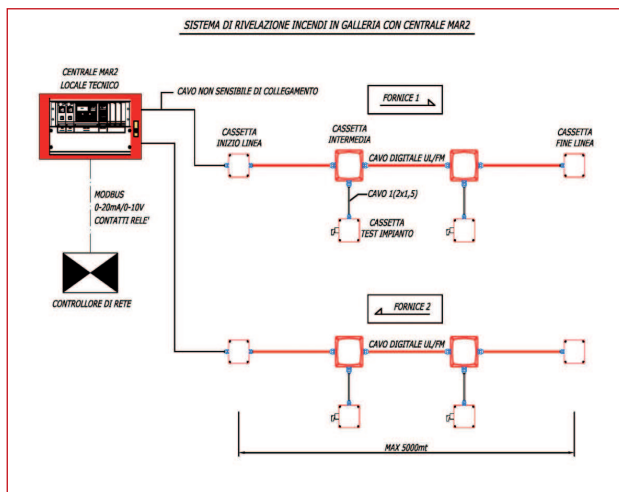 SISTEMA DI RIVELAZIONE INCENDI IN GALLERIA CON CENTRALE MAR2
CENTRALE MAR2
LOCALE TECNICO
CAVO NON SENSIBILE DI COLLEGAMENTO
FORNICE 1
CASSETTA
INIZIO LINEA
CASSETTA
INTERMEDIA
CAVO DIGITALE UL/FM
CASSETTA
FINE LINEA
MODBUS
0-20mA/0-10V
CONTATTI RELE'
CAVO 1(2x1,5)
CASSETTA
TEST IMPIANTO
CONTROLLORE DI RETE
FORNICE 2
CAVO DIGITALE UL/FM
MAX 5000mt